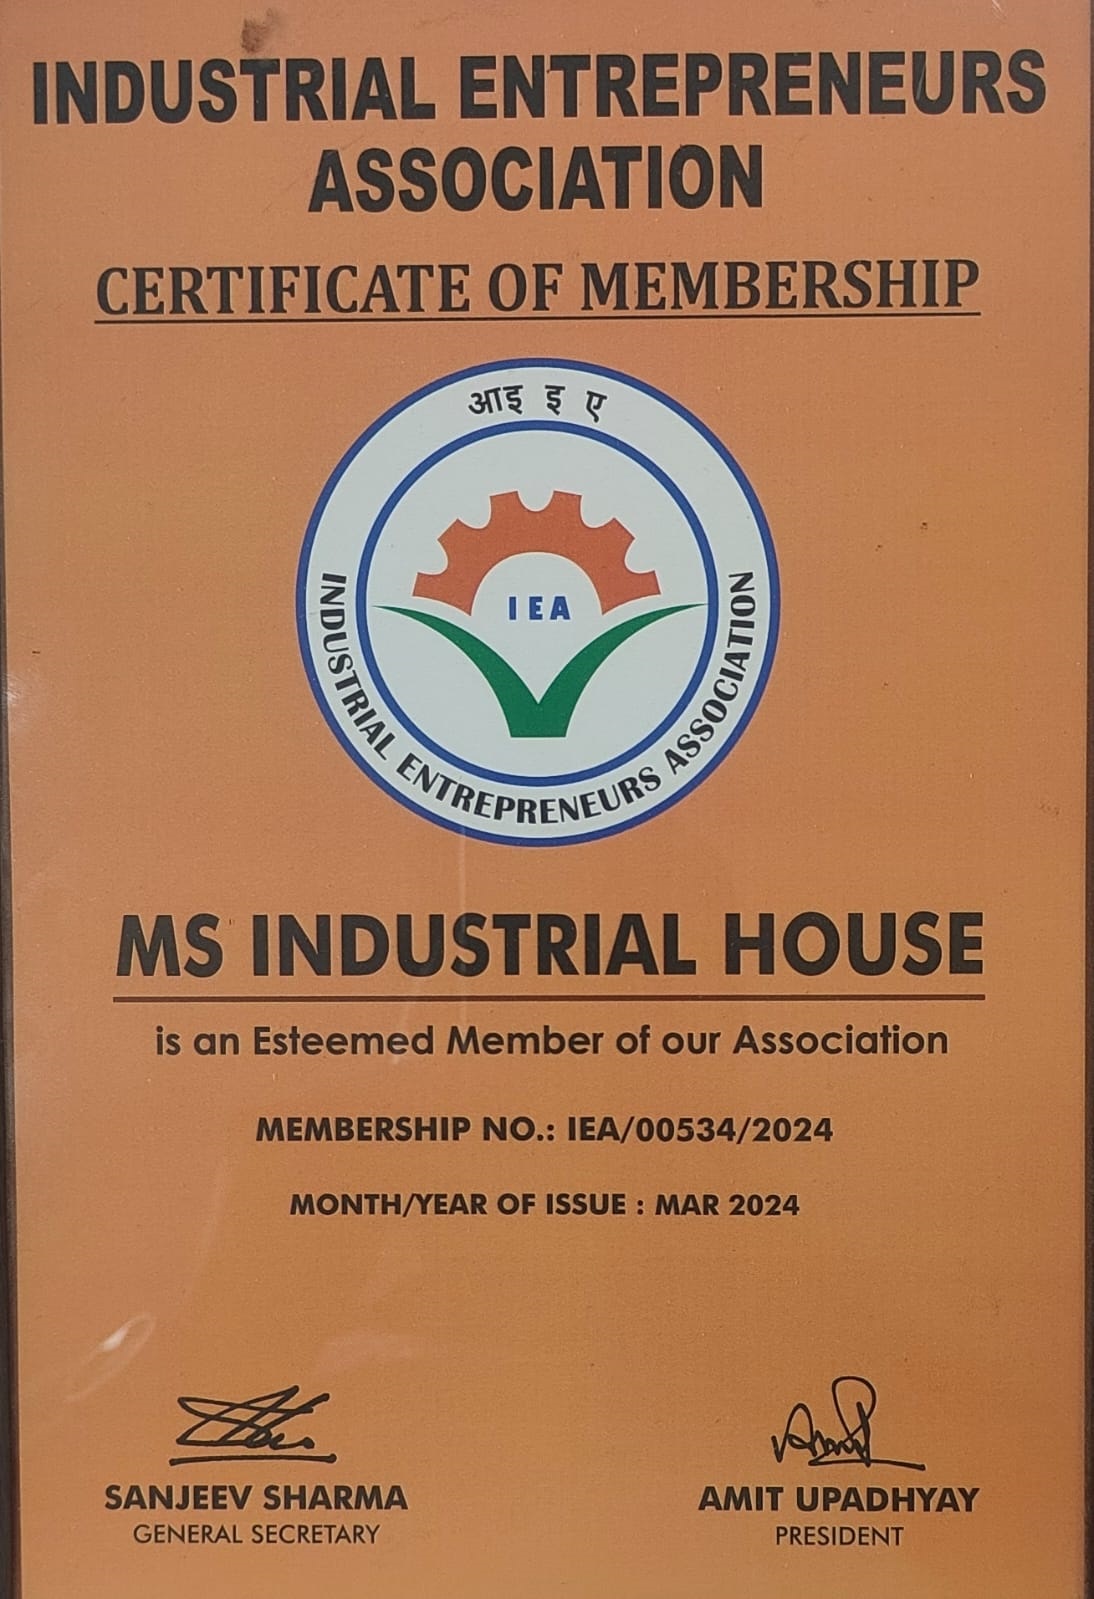 INDUSTRIAL ENTREPRENEURS
ASSOCIATION
CERTIFICATE OF MEMBERSHIP
आइ इ ए
IEA
INDUSTRIAL ENTREPRENEURS ASSOCIATION
MS INDUSTRIAL HOUSE
is an Esteemed Member of our Association
MEMBERSHIP NO.: IEA/00534/2024
MONTH/YEAR OF ISSUE : MAR 2024
SANJEEV SHARMA
GENERAL SECRETARY
AMIT UPADHYAY
PRESIDENT